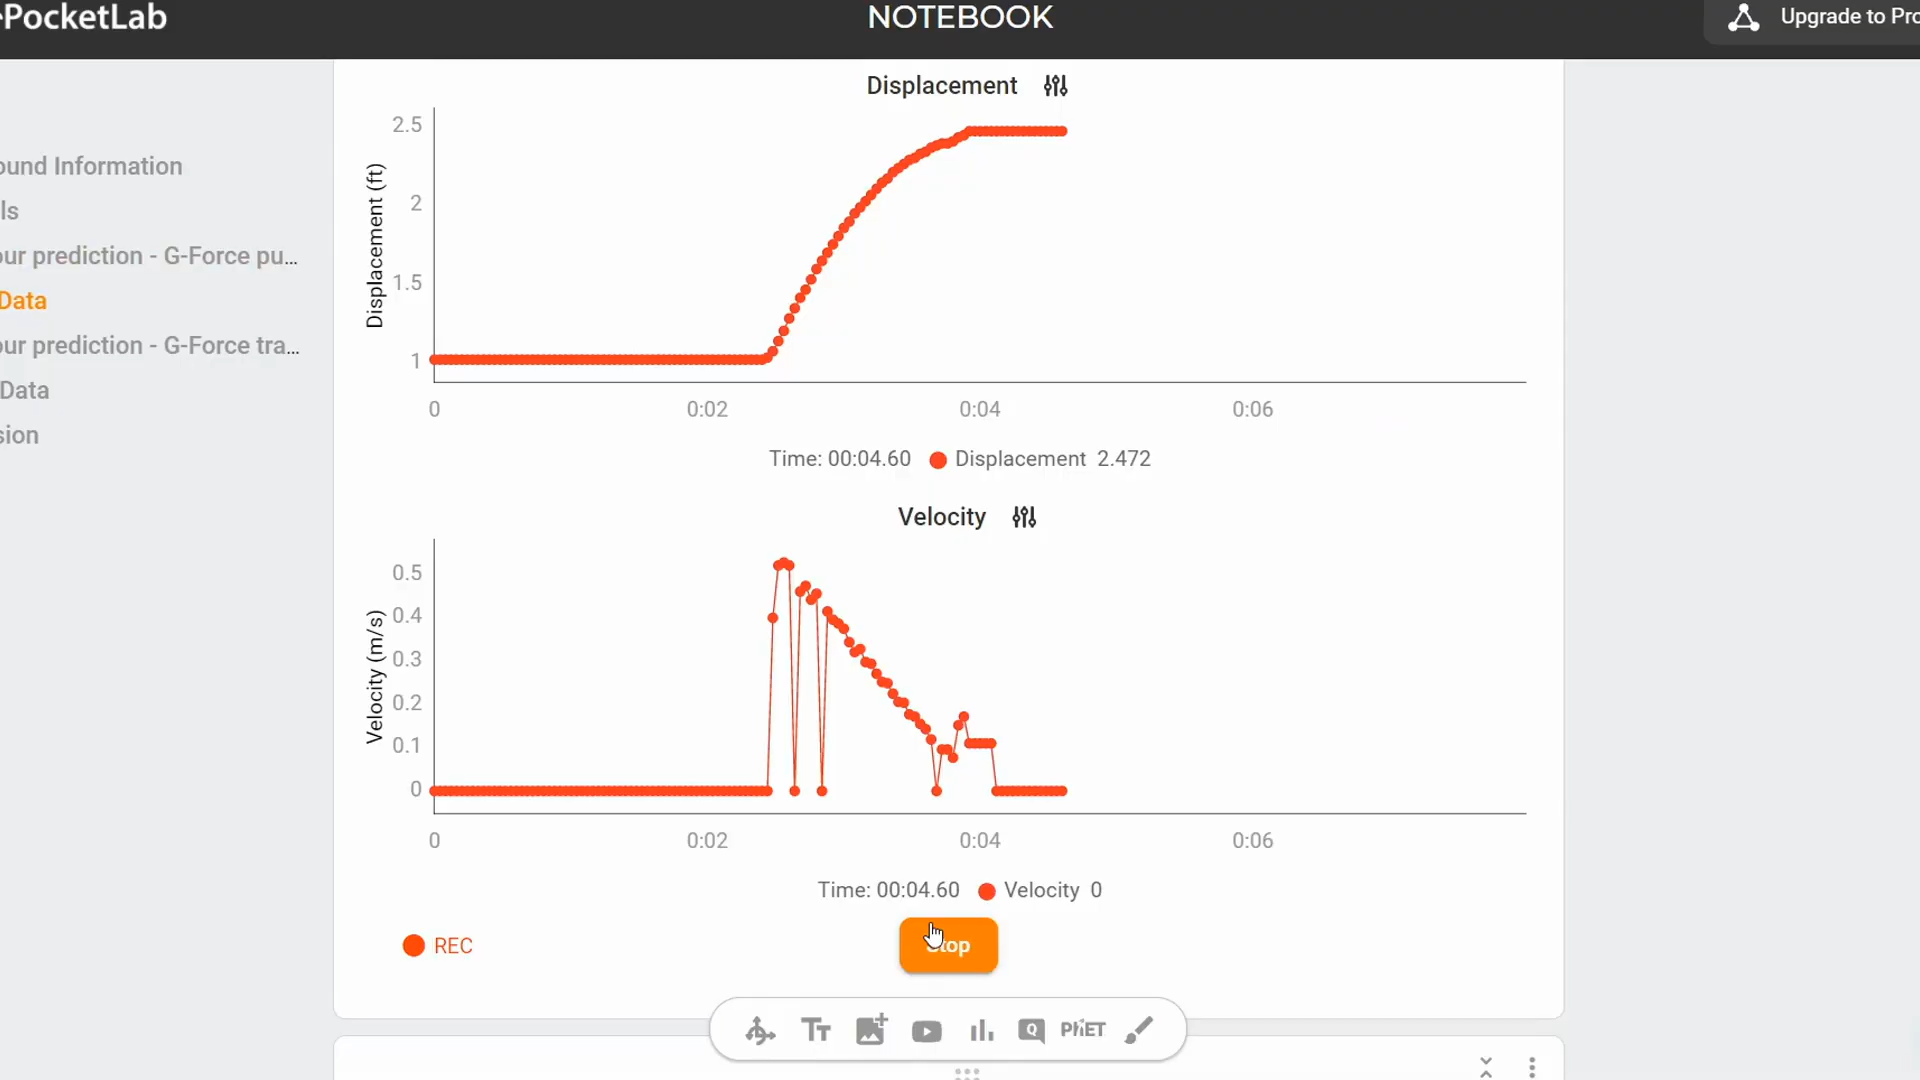 PocketLab
NOTEBOOK
Upgrade to Pro
ound Information
ls
our prediction - G-Force pu...
Data
our prediction - G-Force tra...
Data
sion
Displacement
Displacement (ft)
2.5
2
1.5
1
0 0:02 0:04 0:06
Time: 00:04.60 Displacement 2.472
Velocity
Velocity (m/s)
0.5
0.4
0.3
0.2
0.1
0
0 0:02 0:04 0:06
Time: 00:04.60 Velocity 0
REC
Stop
Tt Q PhET